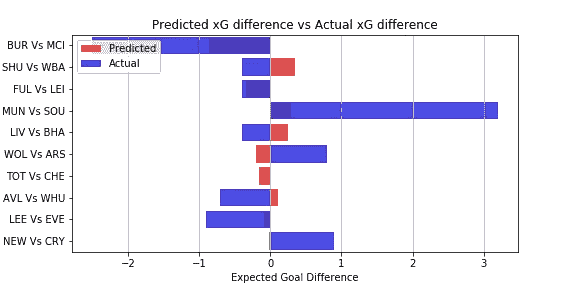 Predicted xG difference vs Actual xG difference
BUR Vs MCI
SHU Vs WBA
FUL Vs LEI
MUN Vs SOU
LIV Vs BHA
WOL Vs ARS
TOT Vs CHE
AVL Vs WHU
LEE Vs EVE
NEW Vs CRY
Predicted
Actual
−2 −1 0 1 2 3
Expected Goal Difference